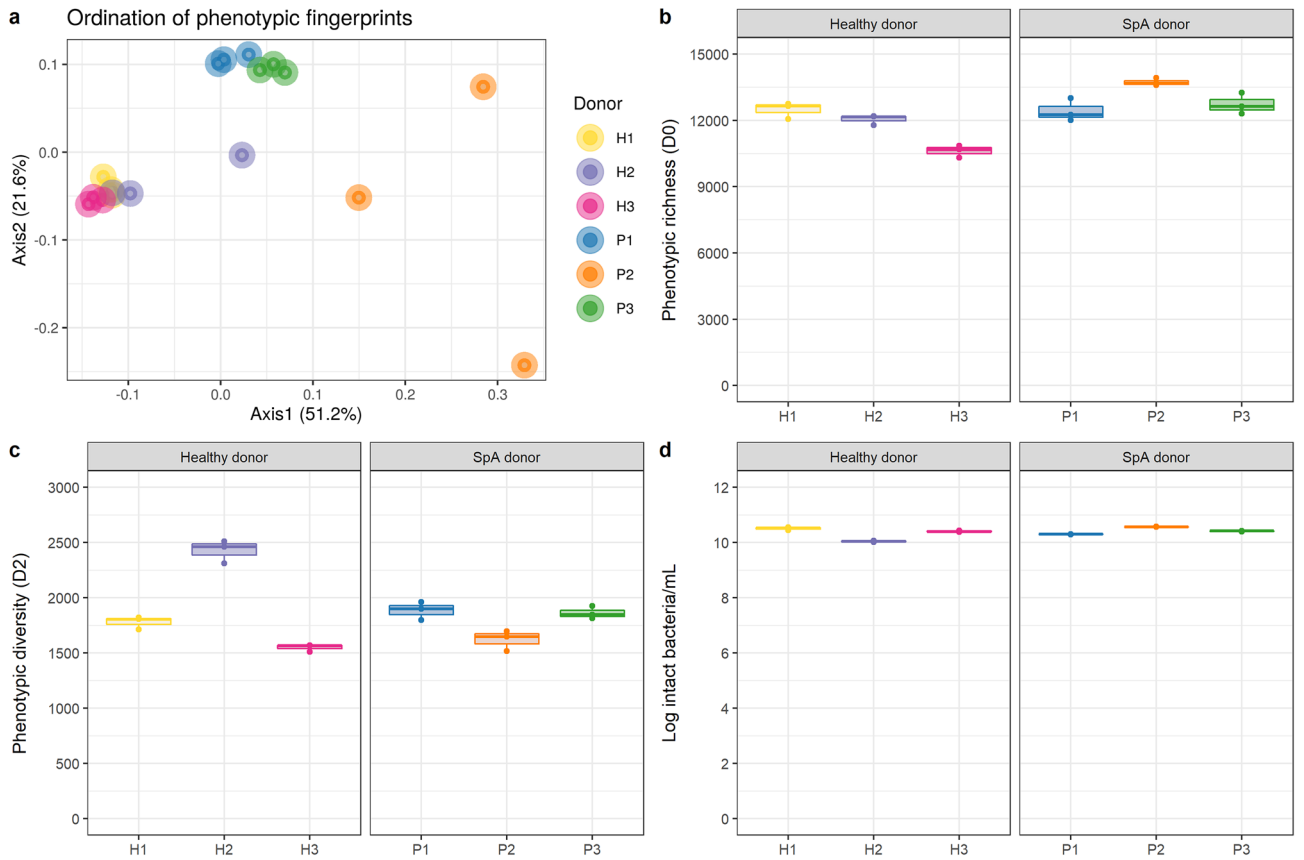 a
Ordination of phenotypic fingerprints
0.1
0.0
-0.1
-0.2
Axis2 (21.6%)
-0.1
0.0
0.1
0.2
0.3
Axis1 (51.2%)
Donor
H1
H2
H3
P1
P2
P3
b
Healthy donor
SpA donor
15000
12000
9000
6000
3000
0
Phenotypic richness (D0)
H1
H2
H3
P1
P2
P3
c
Healthy donor
SpA donor
3000
2500
2000
1500
1000
500
0
Phenotypic diversity (D2)
H1
H2
H3
P1
P2
P3
d
Healthy donor
SpA donor
12
10
8
6
4
2
0
Log intact bacteria/mL
H1
H2
H3
P1
P2
P3